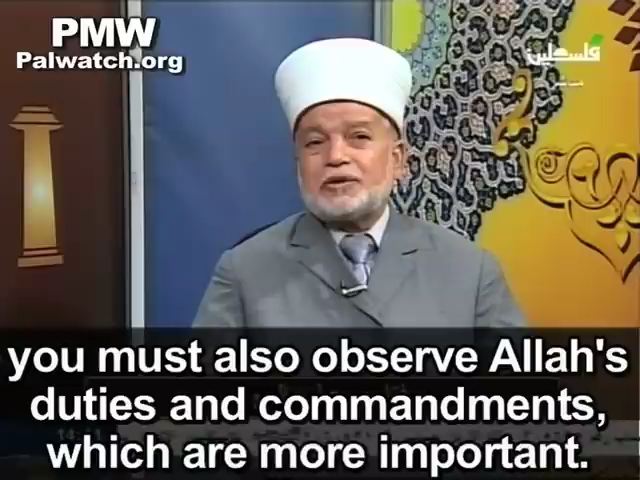 PMW
Palwatch.org
فلسطين
you must also observe Allah's
duties and commandments,
which are more important.